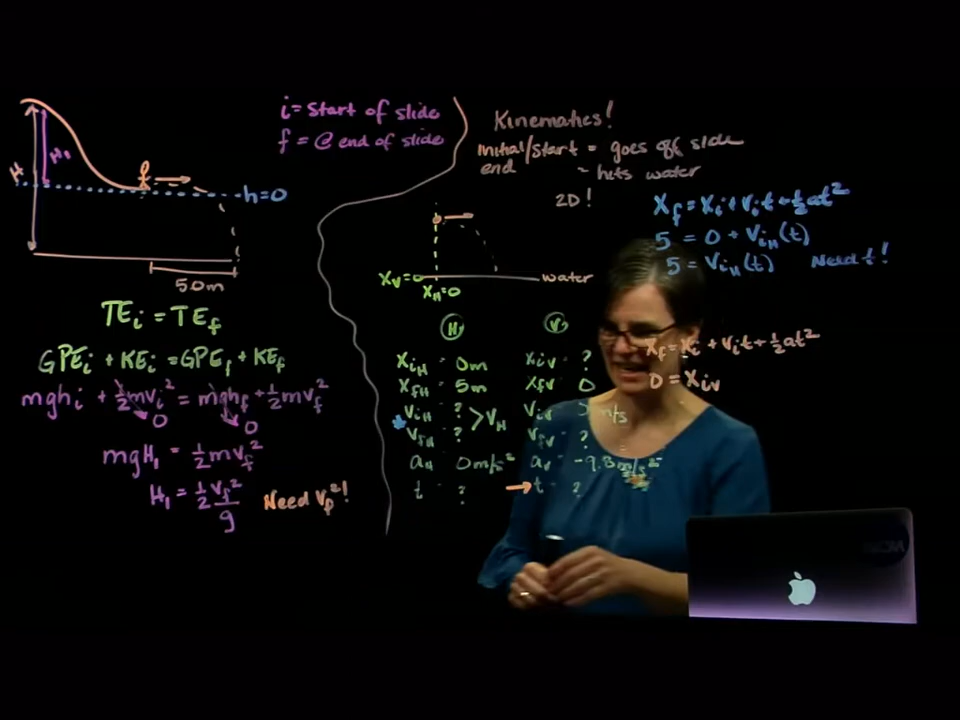 i = Start of slide
f = @ end of slide
H
H₁
h=0
5.0m
TEi = TEf
GPEi + KEi = GPEf + KEf
mghi + ½mvi² = mghf + ½mvf²
0 0
mgH₁ = ½mvf²
H₁ = ½ vf²/g Need vf²!
Kinematics!
Initial/Start = goes off slide
end = hits water
2D!
water
Xv=0
XH=0
H V
XiH = 0m Xiv = ?
XfH = 5m Xfv = 0
ViH = ? > VH Viv = m/s
VfH = ? Vfv = ?
aH = 0m/s² av = -9.8 m/s²
t = ? → t = ?
Xf = Xi + Vit + ½at²
5 = 0 + ViH(t)
5 = ViH(t) Need t!
Xf = Xi + Vit + ½at²
0 = Xiv